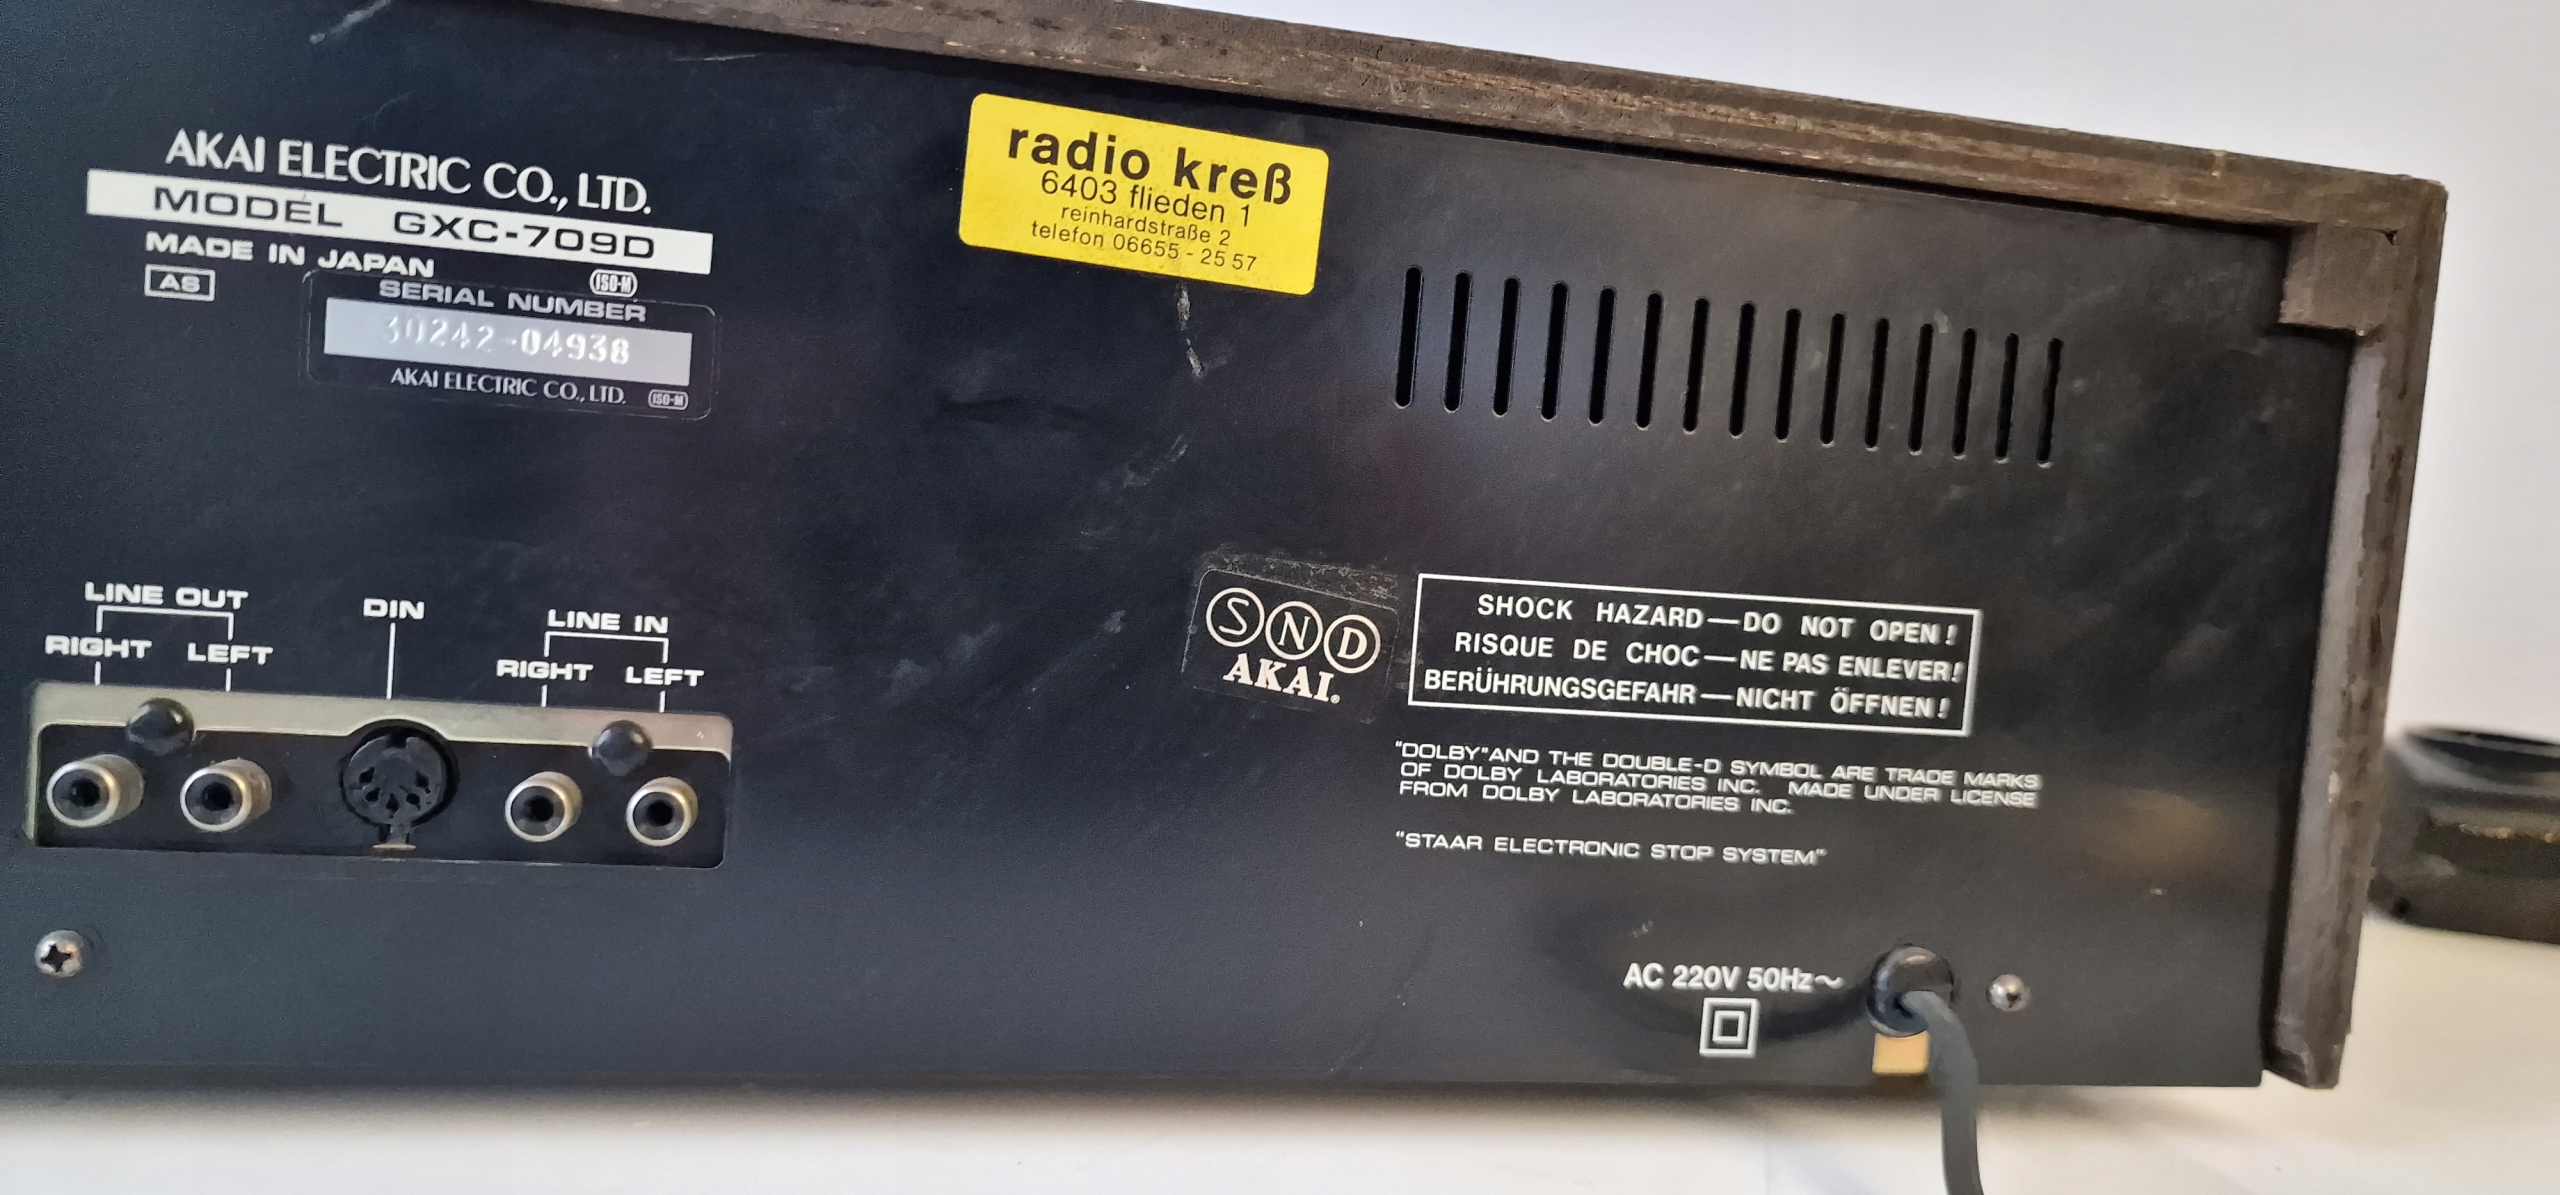 AKAI ELECTRIC CO., LTD.
MODEL GXC-709D
MADE IN JAPAN
A8
ISO-M
SERIAL NUMBER
30242-04938
AKAI ELECTRIC CO., LTD.
ISO-M
radio kreß
6403 flieden 1
reinhardstraße 2
telefon 06655 - 25 57
LINE OUT
RIGHT LEFT
DIN
LINE IN
RIGHT LEFT
SND
AKAI.
SHOCK HAZARD—DO NOT OPEN!
RISQUE DE CHOC—NE PAS ENLEVER!
BERÜHRUNGSGEFAHR—NICHT ÖFFNEN!
"DOLBY" AND THE DOUBLE-D SYMBOL ARE TRADE MARKS
OF DOLBY LABORATORIES INC. MADE UNDER LICENSE
FROM DOLBY LABORATORIES INC.
"STAAR ELECTRONIC STOP SYSTEM"
AC 220V 50Hz~